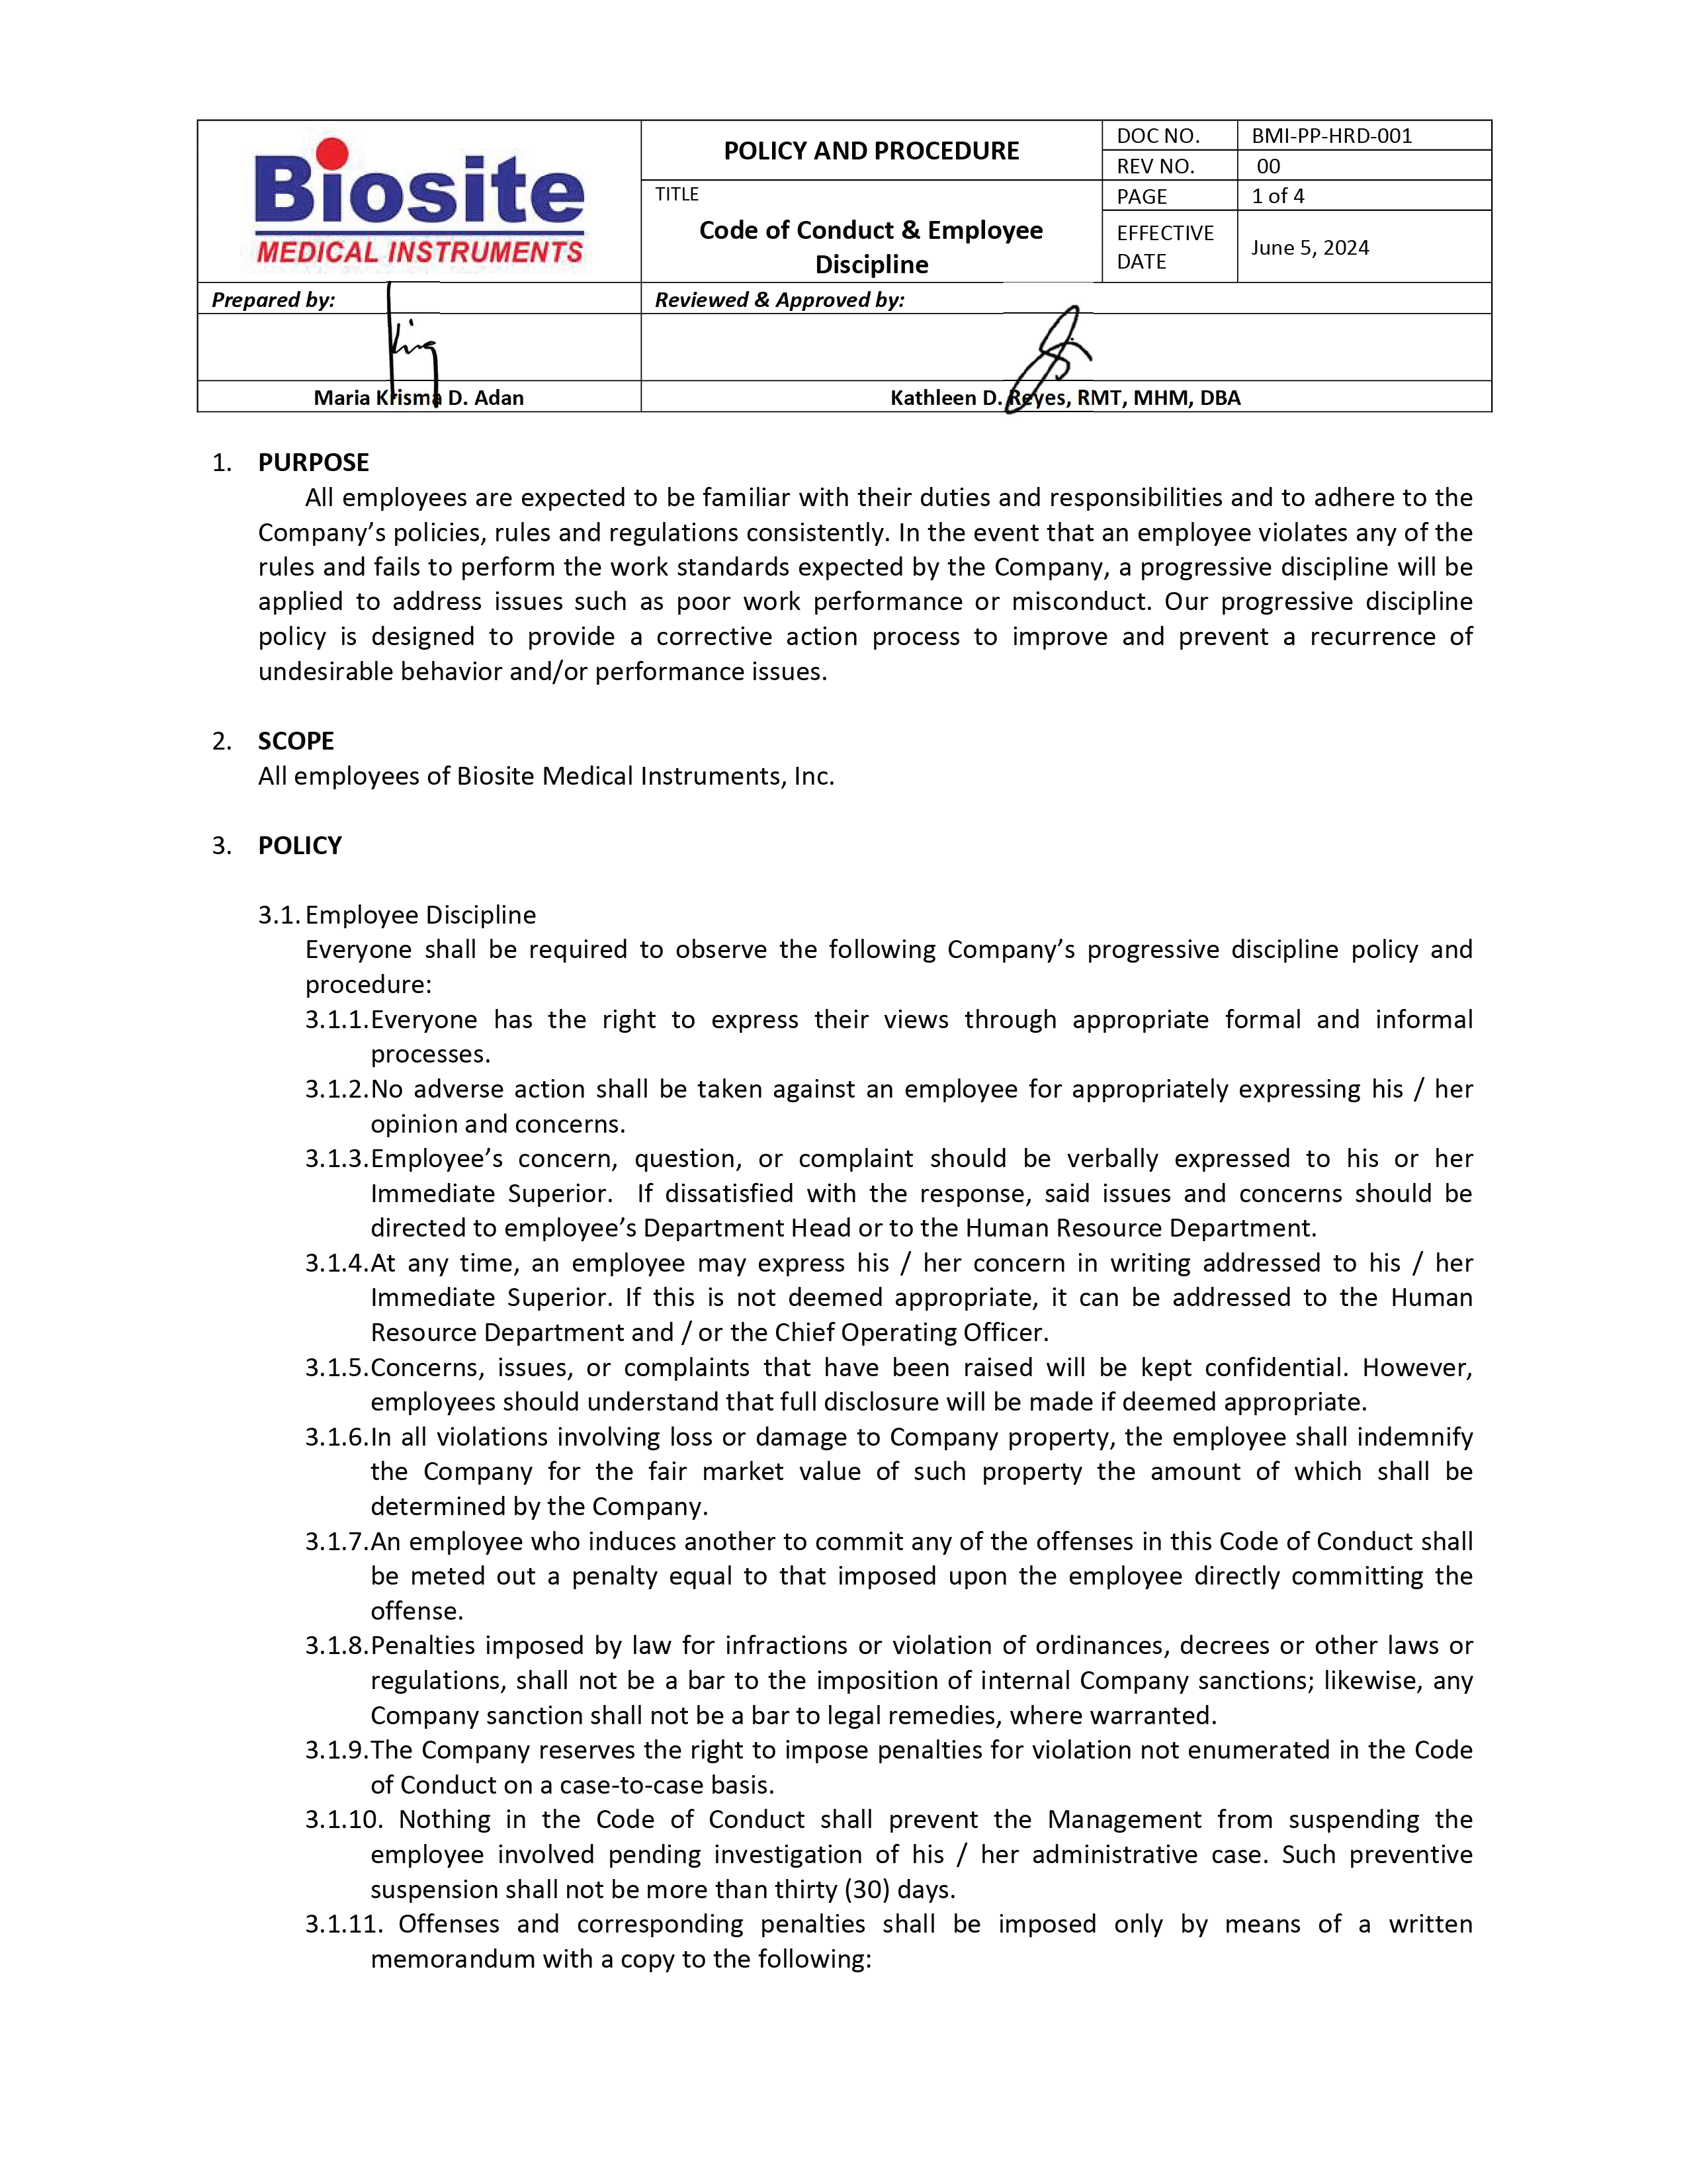 Biosite
MEDICAL INSTRUMENTS
POLICY AND PROCEDURE
DOC NO. BMI-PP-HRD-001
REV NO. 00
TITLE
Code of Conduct & Employee
Discipline
PAGE 1 of 4
EFFECTIVE
DATE
June 5, 2024
Prepared by:
Reviewed & Approved by:
Maria Krisma D. Adan
Kathleen D. Reyes, RMT, MHM, DBA
1. PURPOSE
All employees are expected to be familiar with their duties and responsibilities and to adhere to the
Company’s policies, rules and regulations consistently. In the event that an employee violates any of the
rules and fails to perform the work standards expected by the Company, a progressive discipline will be
applied to address issues such as poor work performance or misconduct. Our progressive discipline
policy is designed to provide a corrective action process to improve and prevent a recurrence of
undesirable behavior and/or performance issues.
2. SCOPE
All employees of Biosite Medical Instruments, Inc.
3. POLICY
3.1. Employee Discipline
Everyone shall be required to observe the following Company’s progressive discipline policy and
procedure:
3.1.1.Everyone has the right to express their views through appropriate formal and informal
processes.
3.1.2.No adverse action shall be taken against an employee for appropriately expressing his / her
opinion and concerns.
3.1.3.Employee’s concern, question, or complaint should be verbally expressed to his or her
Immediate Superior. If dissatisfied with the response, said issues and concerns should be
directed to employee’s Department Head or to the Human Resource Department.
3.1.4.At any time, an employee may express his / her concern in writing addressed to his / her
Immediate Superior. If this is not deemed appropriate, it can be addressed to the Human
Resource Department and / or the Chief Operating Officer.
3.1.5.Concerns, issues, or complaints that have been raised will be kept confidential. However,
employees should understand that full disclosure will be made if deemed appropriate.
3.1.6.In all violations involving loss or damage to Company property, the employee shall indemnify
the Company for the fair market value of such property the amount of which shall be
determined by the Company.
3.1.7.An employee who induces another to commit any of the offenses in this Code of Conduct shall
be meted out a penalty equal to that imposed upon the employee directly committing the
offense.
3.1.8.Penalties imposed by law for infractions or violation of ordinances, decrees or other laws or
regulations, shall not be a bar to the imposition of internal Company sanctions; likewise, any
Company sanction shall not be a bar to legal remedies, where warranted.
3.1.9.The Company reserves the right to impose penalties for violation not enumerated in the Code
of Conduct on a case-to-case basis.
3.1.10. Nothing in the Code of Conduct shall prevent the Management from suspending the
employee involved pending investigation of his / her administrative case. Such preventive
suspension shall not be more than thirty (30) days.
3.1.11. Offenses and corresponding penalties shall be imposed only by means of a written
memorandum with a copy to the following: